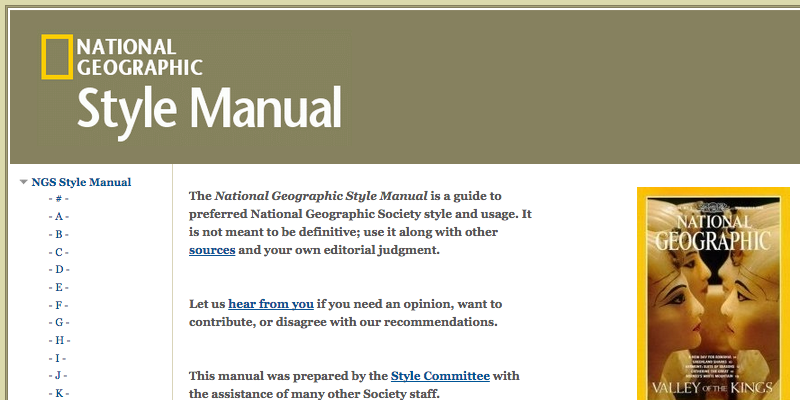 NATIONAL
GEOGRAPHIC
Style Manual
NGS Style Manual
- # -
- A -
- B -
- C -
- D -
- E -
- F -
- G -
- H -
- I -
- J -
- K -
The National Geographic Style Manual is a guide to
preferred National Geographic Society style and usage. It
is not meant to be definitive; use it along with other
sources and your own editorial judgment.
Let us hear from you if you need an opinion, want to
contribute, or disagree with our recommendations.
This manual was prepared by the Style Committee with
the assistance of many other Society staff.
NATIONAL
GEOGRAPHIC
VALLEY OF THE KINGS